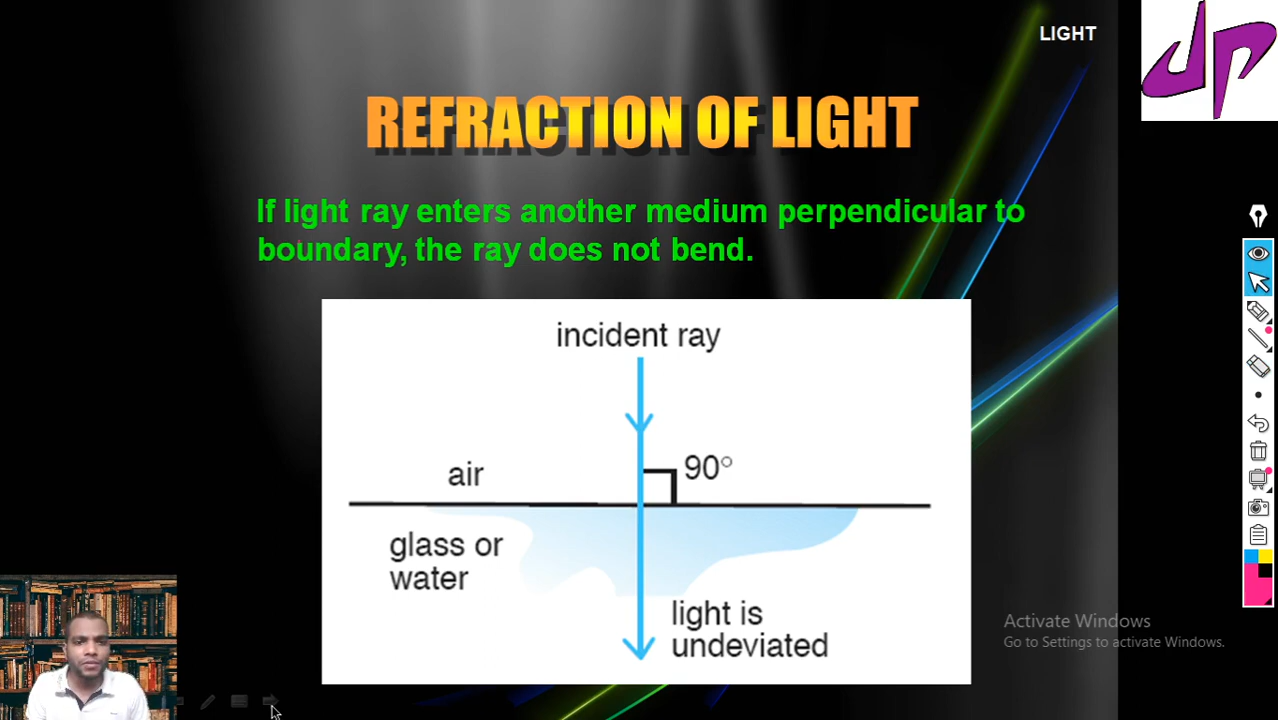 LIGHT
dp
REFRACTION OF LIGHT
If light ray enters another medium perpendicular to
boundary, the ray does not bend.
incident ray
air
90°
glass or
water
light is
undeviated
Activate Windows
Go to Settings to activate Windows.